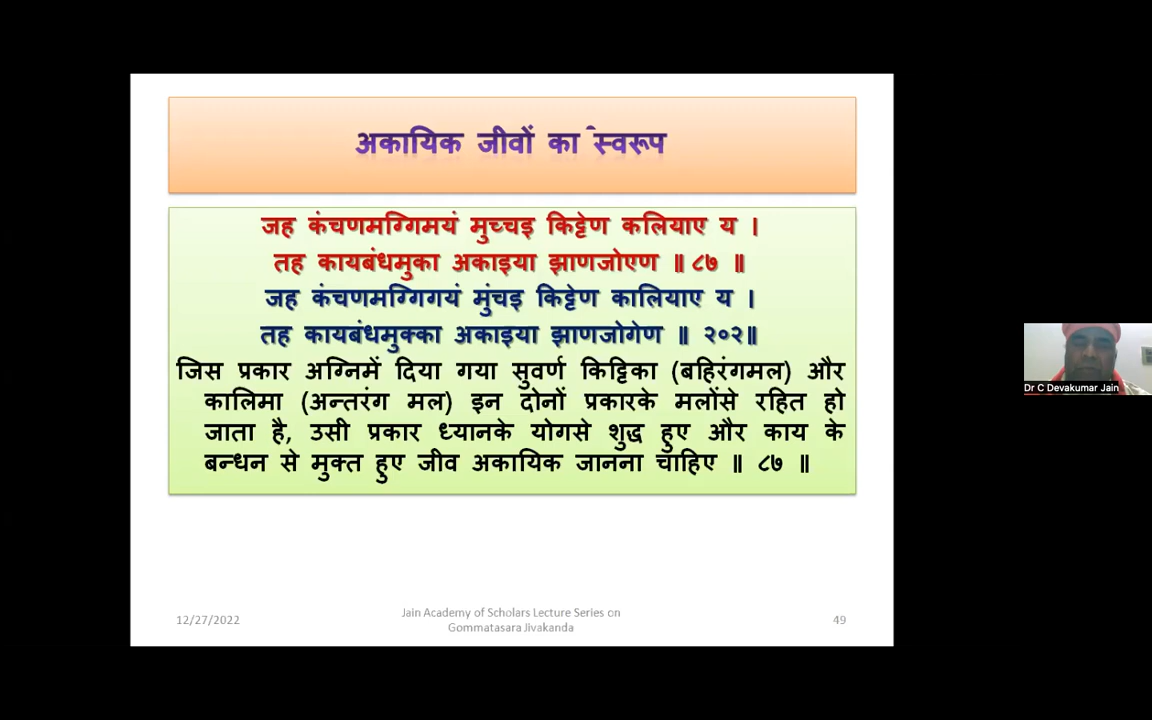 अकायिक जीवों का स्वरूप
जह कंचणमग्गिमयं मुच्चइ किट्टेण कलियाए य ।
तह कायबंधमुका अकाइया झाणजोएण ॥ ८७ ॥
जह कंचणमग्गिगयं मुंचइ किट्टेण कालियाए य ।
तह कायबंधमुक्का अकाइया झाणजोगेण ॥ २०२॥
जिस प्रकार अग्निमें दिया गया सुवर्ण किट्टिका (बहिरंगमल) और
कालिमा (अन्तरंग मल) इन दोनों प्रकारके मलोंसे रहित हो
जाता है, उसी प्रकार ध्यानके योगसे शुद्ध हुए और काय के
बन्धन से मुक्त हुए जीव अकायिक जानना चाहिए ॥ ८७ ॥
Dr C Devakumar Jain
12/27/2022
Jain Academy of Scholars Lecture Series on
Gommatasara Jivakanda
49